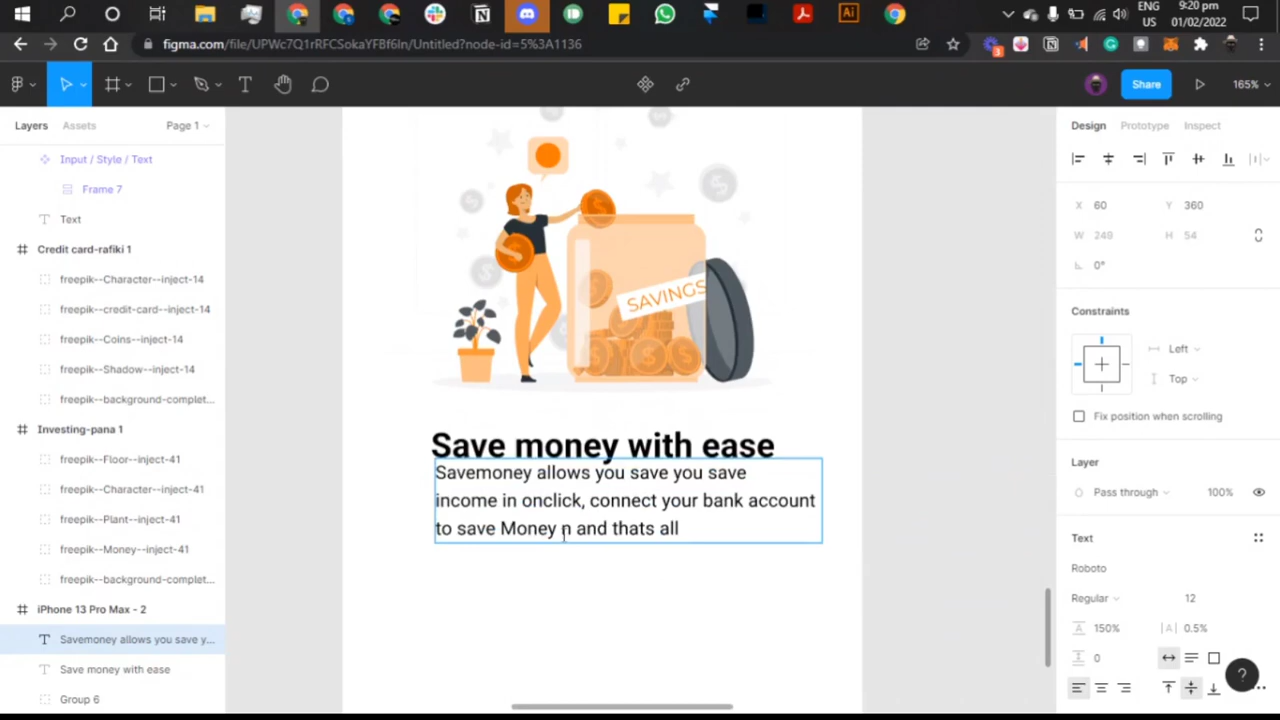 ENG
US
9:20 pm
01/02/2022
figma.com/file/UPWc7Q1rRFCSokaYFBf6ln/Untitled?node-id=5%3A1136
3
Share
165%
Layers
Assets
Page 1
Design
Prototype
Inspect
Input / Style / Text
Frame 7
Text
Credit card-rafiki 1
freepik--Character--inject-14
freepik--credit-card--inject-14
freepik--Coins--inject-14
freepik--Shadow--inject-14
freepik--background-complet...
Investing-pana 1
freepik--Floor--inject-41
freepik--Character--inject-41
freepik--Plant--inject-41
freepik--Money--inject-41
freepik--background-complet...
iPhone 13 Pro Max - 2
Savemoney allows you save y...
Save money with ease
Group 6
SAVINGS
Save money with ease
Savemoney allows you save you save
income in onclick, connect your bank account
to save Money n and thats all
X 60 Y 360
W 249 H 54
0°
Constraints
Left
Top
Fix position when scrolling
Layer
Pass through 100%
Text
Roboto
Regular 12
150% |A| 0.5%
0
?